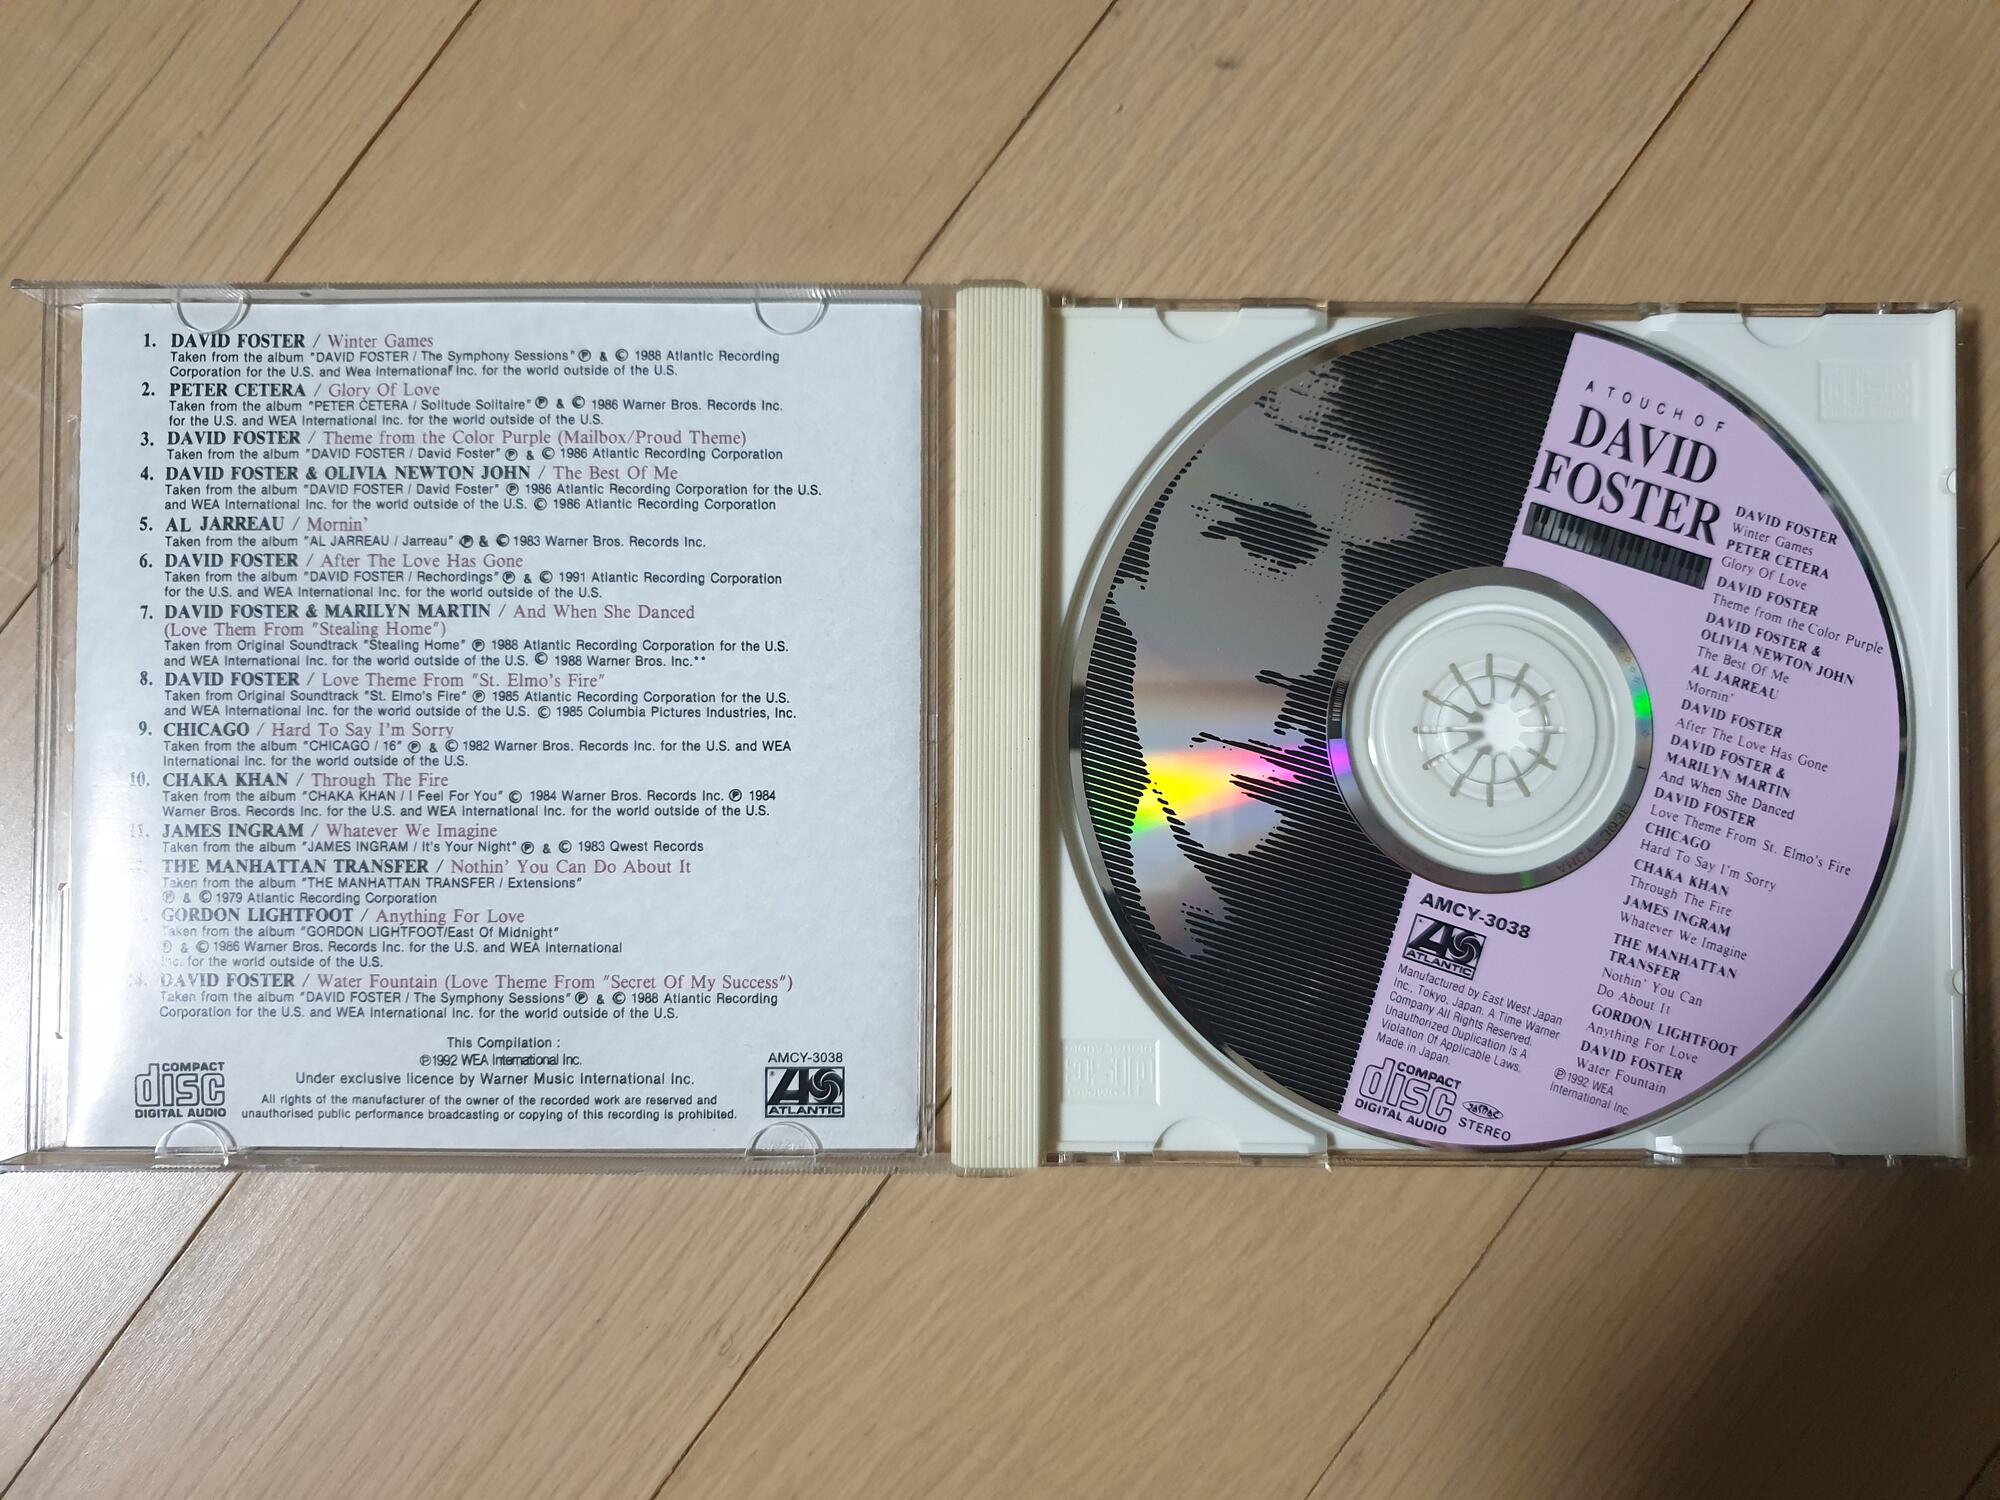 1. DAVID FOSTER / Winter Games
Taken from the album "DAVID FOSTER / The Symphony Sessions" ℗ & © 1988 Atlantic Recording
Corporation for the U.S. and Wea International Inc. for the world outside of the U.S.
2. PETER CETERA / Glory Of Love
Taken from the album "PETER CETERA / Solitude Solitaire" ℗ & © 1986 Warner Bros. Records Inc.
for the U.S. and WEA International Inc. for the world outside of the U.S.
3. DAVID FOSTER / Theme from the Color Purple (Mailbox/Proud Theme)
Taken from the album "DAVID FOSTER / David Foster" ℗ & © 1986 Atlantic Recording Corporation
4. DAVID FOSTER & OLIVIA NEWTON JOHN / The Best Of Me
Taken from the album "DAVID FOSTER / David Foster" ℗ 1986 Atlantic Recording Corporation for the U.S.
and WEA International Inc. for the world outside of the U.S. © 1986 Atlantic Recording Corporation
5. AL JARREAU / Mornin'
Taken from the album "AL JARREAU / Jarreau" ℗ & © 1983 Warner Bros. Records Inc.
6. DAVID FOSTER / After The Love Has Gone
Taken from the album "DAVID FOSTER / Rechordings" ℗ & © 1991 Atlantic Recording Corporation
for the U.S. and WEA International Inc. for the world outside of the U.S.
7. DAVID FOSTER & MARILYN MARTIN / And When She Danced
(Love Them From "Stealing Home")
Taken from Original Soundtrack "Stealing Home" ℗ 1988 Atlantic Recording Corporation for the U.S.
and WEA International Inc. for the world outside of the U.S. © 1988 Warner Bros. Inc.**
8. DAVID FOSTER / Love Theme From "St. Elmo's Fire"
Taken from Original Soundtrack "St. Elmo's Fire" ℗ 1985 Atlantic Recording Corporation for the U.S.
and WEA International Inc. for the world outside of the U.S. © 1985 Columbia Pictures Industries, Inc.
9. CHICAGO / Hard To Say I'm Sorry
Taken from the album "CHICAGO / 16" ℗ & © 1982 Warner Bros. Records Inc. for the U.S. and WEA
International Inc. for the world outside of the U.S.
10. CHAKA KHAN / Through The Fire
Taken from the album "CHAKA KHAN / I Feel For You" © 1984 Warner Bros. Records Inc. ℗ 1984
Warner Bros. Records Inc. for the U.S. and WEA International Inc. for the world outside of the U.S.
11. JAMES INGRAM / Whatever We Imagine
Taken from the album "JAMES INGRAM / It's Your Night" ℗ & © 1983 Qwest Records
THE MANHATTAN TRANSFER / Nothin' You Can Do About It
Taken from the album "THE MANHATTAN TRANSFER / Extensions"
℗ & © 1979 Atlantic Recording Corporation
GORDON LIGHTFOOT / Anything For Love
Taken from the album "GORDON LIGHTFOOT/East Of Midnight"
℗ & © 1986 Warner Bros. Records Inc. for the U.S. and WEA International
Inc. for the world outside of the U.S.
DAVID FOSTER / Water Fountain (Love Theme From "Secret Of My Success")
Taken from the album "DAVID FOSTER / The Symphony Sessions" ℗ & © 1988 Atlantic Recording
Corporation for the U.S. and WEA International Inc. for the world outside of the U.S.
This Compilation :
℗1992 WEA International Inc.
Under exclusive licence by Warner Music International Inc.
All rights of the manufacturer of the owner of the recorded work are reserved and
unauthorised public performance broadcasting or copying of this recording is prohibited.
COMPACT
disc
DIGITAL AUDIO
AMCY-3038
ATLANTIC
A TOUCH OF
DAVID
FOSTER
DAVID FOSTER
Winter Games
PETER CETERA
Glory Of Love
DAVID FOSTER
Theme from the Color Purple
DAVID FOSTER &
OLIVIA NEWTON JOHN
The Best Of Me
AL JARREAU
Mornin'
DAVID FOSTER
After The Love Has Gone
DAVID FOSTER &
MARILYN MARTIN
And When She Danced
DAVID FOSTER
Love Theme From St. Elmo's Fire
CHICAGO
Hard To Say I'm Sorry
CHAKA KHAN
Through The Fire
JAMES INGRAM
Whatever We Imagine
THE MANHATTAN
TRANSFER
Nothin' You Can
Do About It
GORDON LIGHTFOOT
Anything For Love
DAVID FOSTER
Water Fountain
℗1992 WEA
International Inc.
AMCY-3038
ATLANTIC
Manufactured by East West Japan
Inc., Tokyo, Japan. A Time Warner
Company All Rights Reserved.
Unauthorized Duplication Is A
Violation Of Applicable Laws.
Made in Japan.
COMPACT
disc
DIGITAL AUDIO
JASRAC
STEREO